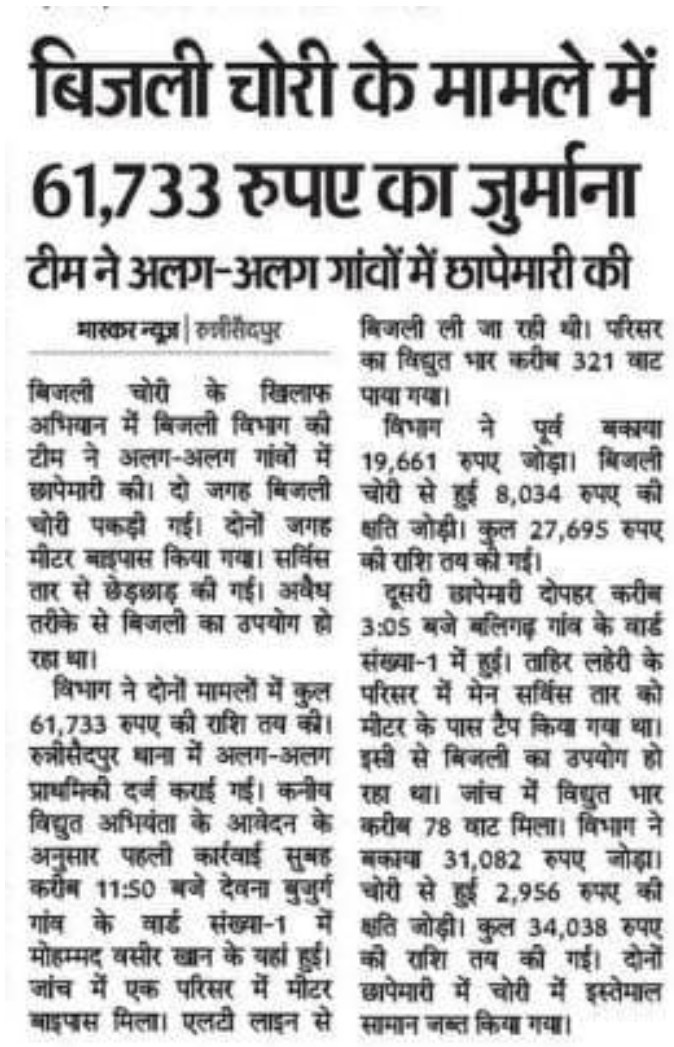 बिजली चोरी के मामले में
61,733 रुपए का जुर्माना
टीम ने अलग-अलग गांवों में छापेमारी की
भास्कर न्यूज | रुन्नीसैदपुर
बिजली चोरी के खिलाफ
अभियान में बिजली विभाग की
टीम ने अलग-अलग गांवों में
छापेमारी की। दो जगह बिजली
चोरी पकड़ी गई। दोनों जगह
मीटर बाइपास किया गया। सर्विस
तार से छेड़छाड़ की गई। अवैध
तरीके से बिजली का उपयोग हो
रहा था।
विभाग ने दोनों मामलों में कुल
61,733 रुपए की राशि तय की।
रुन्नीसैदपुर थाना में अलग-अलग
प्राथमिकी दर्ज कराई गई। कनीय
विद्युत अभियंता के आवेदन के
अनुसार पहली कार्रवाई सुबह
करीब 11:50 बजे देवना बुजुर्ग
गांव के वार्ड संख्या-1 में
मोहम्मद वसीर खान के यहां हुई।
जांच में एक परिसर में मीटर
बाइपास मिला। एलटी लाइन से
बिजली ली जा रही थी। परिसर
का विद्युत भार करीब 321 वाट
पाया गया।
विभाग ने पूर्व बकाया
19,661 रुपए जोड़ा। बिजली
चोरी से हुई 8,034 रुपए की
क्षति जोड़ी। कुल 27,695 रुपए
की राशि तय की गई।
दूसरी छापेमारी दोपहर करीब
3:05 बजे बलिगढ़ गांव के वार्ड
संख्या-1 में हुई। ताहिर लहेरी के
परिसर में मेन सर्विस तार को
मीटर के पास टैप किया गया था।
इसी से बिजली का उपयोग हो
रहा था। जांच में विद्युत भार
करीब 78 वाट मिला। विभाग ने
बकाया 31,082 रुपए जोड़ा।
चोरी से हुई 2,956 रुपए की
क्षति जोड़ी। कुल 34,038 रुपए
की राशि तय की गई। दोनों
छापेमारी में चोरी में इस्तेमाल
सामान जब्त किया गया।